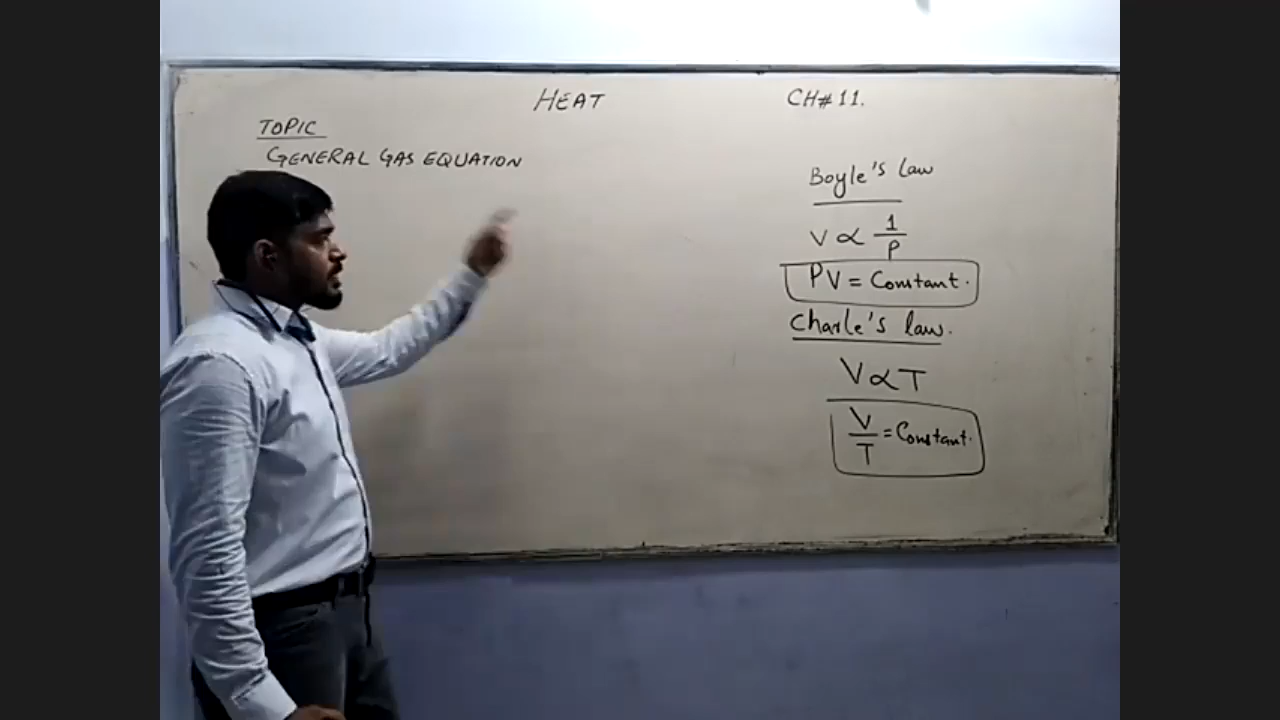 HEAT
CH# 11.
TOPIC
GENERAL GAS EQUATION
Boyle's Law
V ∝ 1/P
PV = Constant.
Charle's law.
V ∝ T
V/T = Constant.